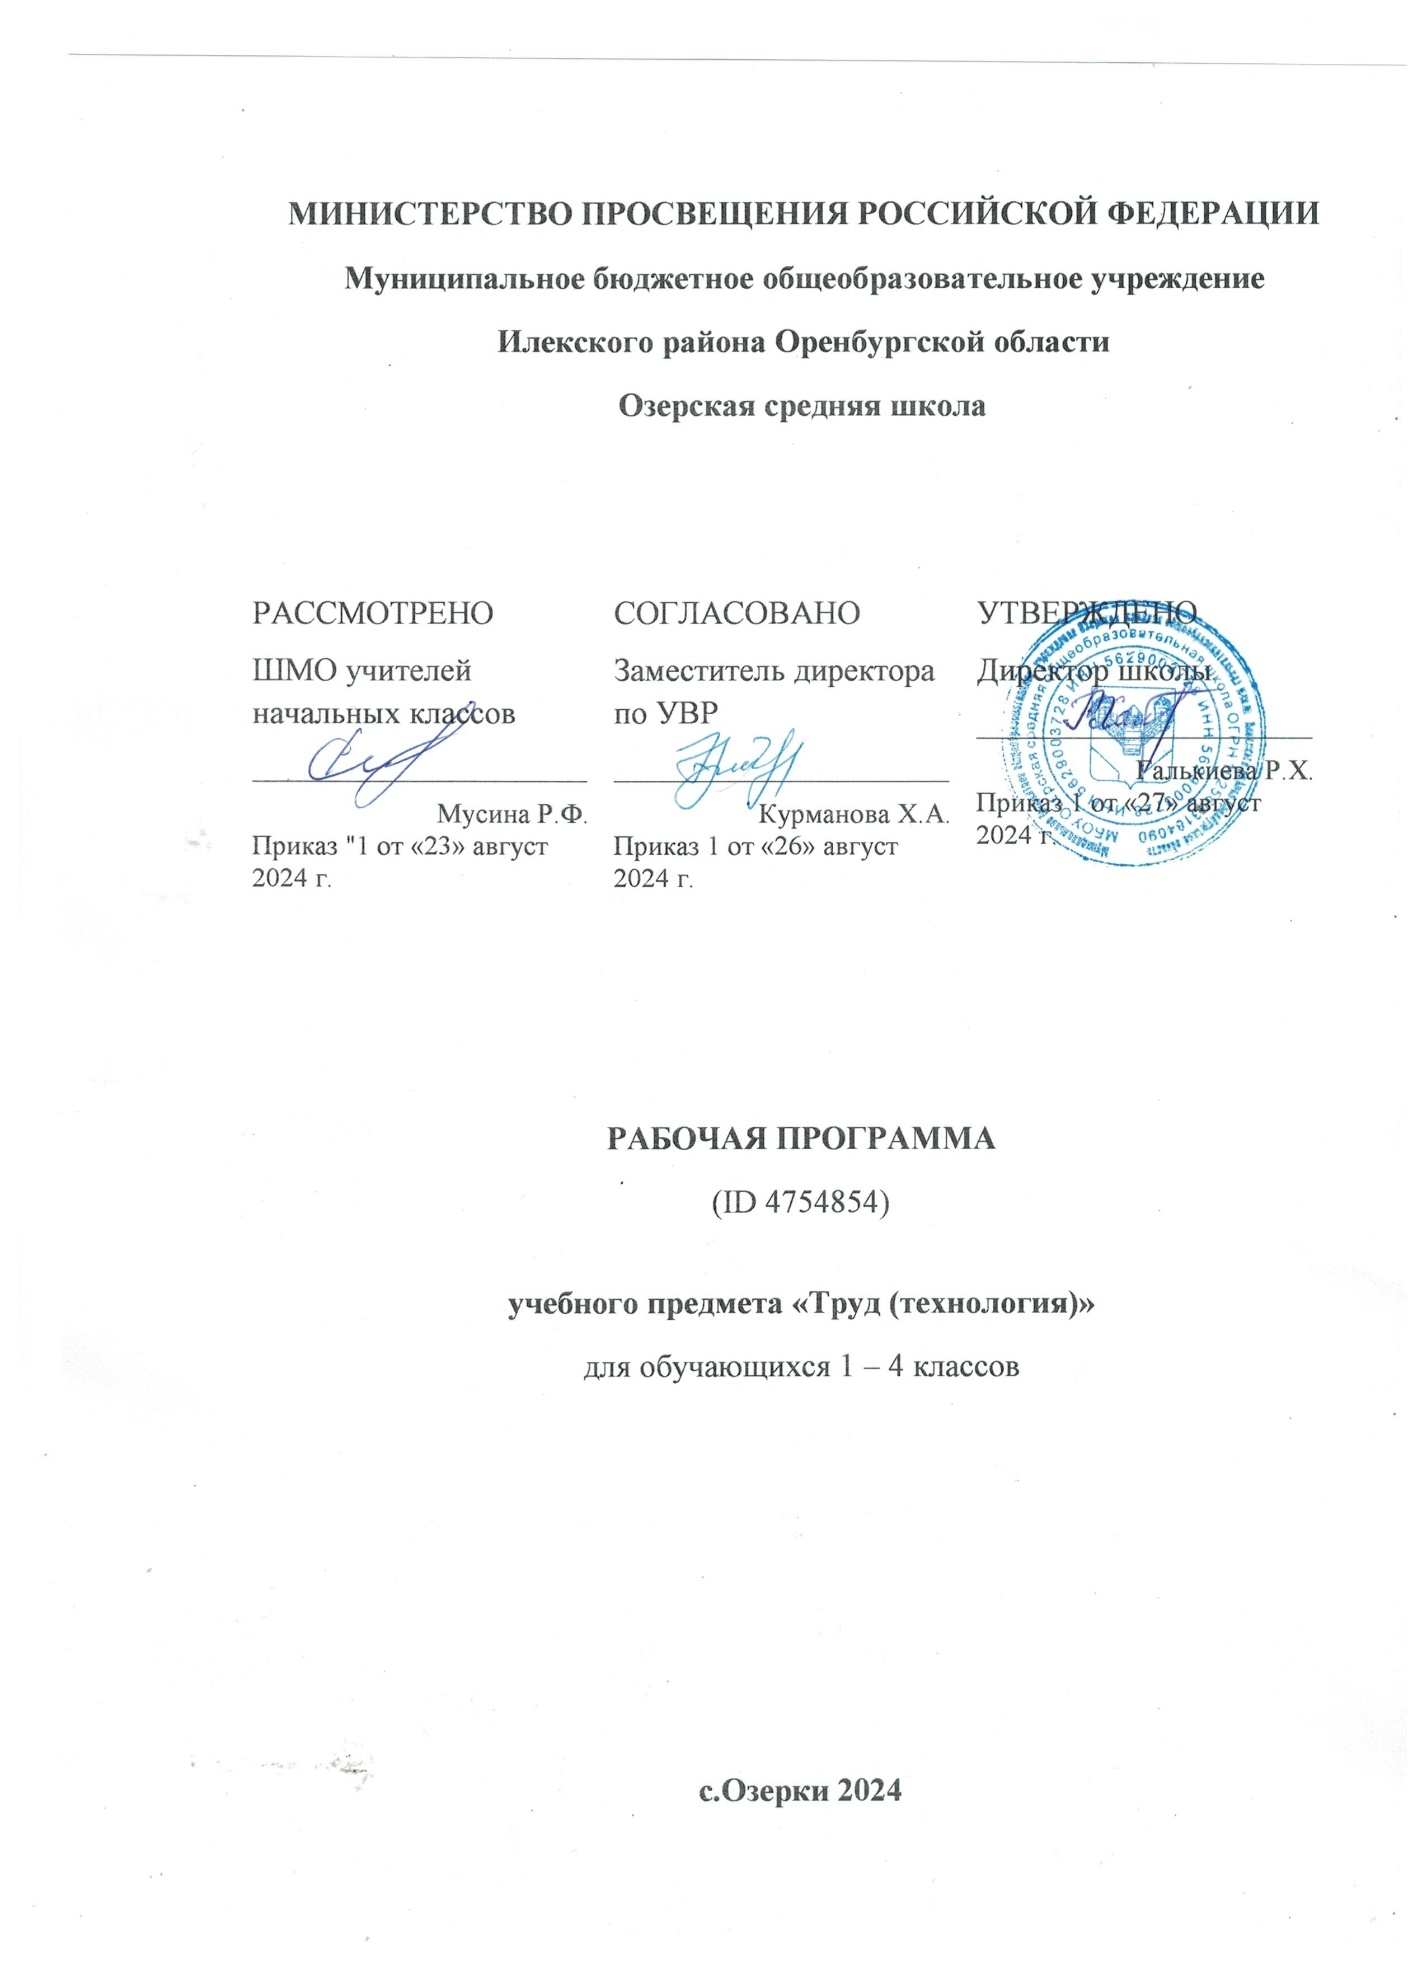 МИНИСТЕРСТВО ПРОСВЕЩЕНИЯ РОССИЙСКОЙ ФЕДЕРАЦИИ
Муниципальное бюджетное общеобразовательное учреждение
Илекского района Оренбургской области
Озерская средняя школа
РАССМОТРЕНО
ШМО учителей
начальных классов
Мусина Р.Ф.
Приказ "1 от «23» август
2024 г.
СОГЛАСОВАНО
Заместитель директора
по УВР
Курманова Х.А.
Приказ 1 от «26» август
2024 г.
УТВЕРЖДЕНО
Директор школы
Галькиева Р.Х.
Приказ 1 от «27» август
2024 г.
РАБОЧАЯ ПРОГРАММА
(ID 4754854)
учебного предмета «Труд (технология)»
для обучающихся 1 – 4 классов
с.Озерки 2024